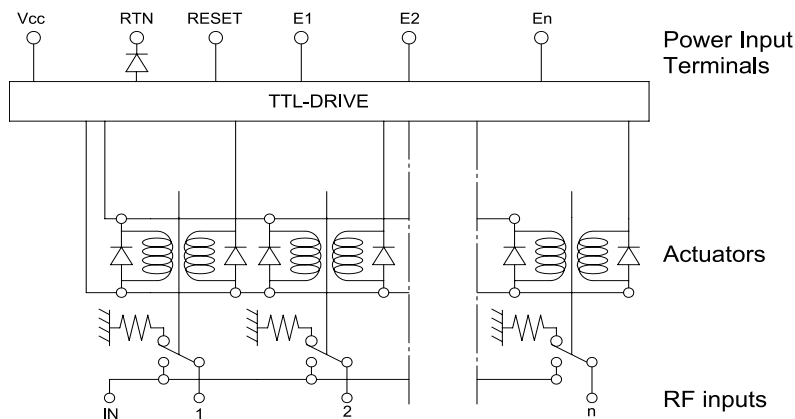 Vcc RTN RESET E1 E2 En
Power Input
Terminals
TTL-DRIVE
Actuators
IN 1 2 n
RF inputs